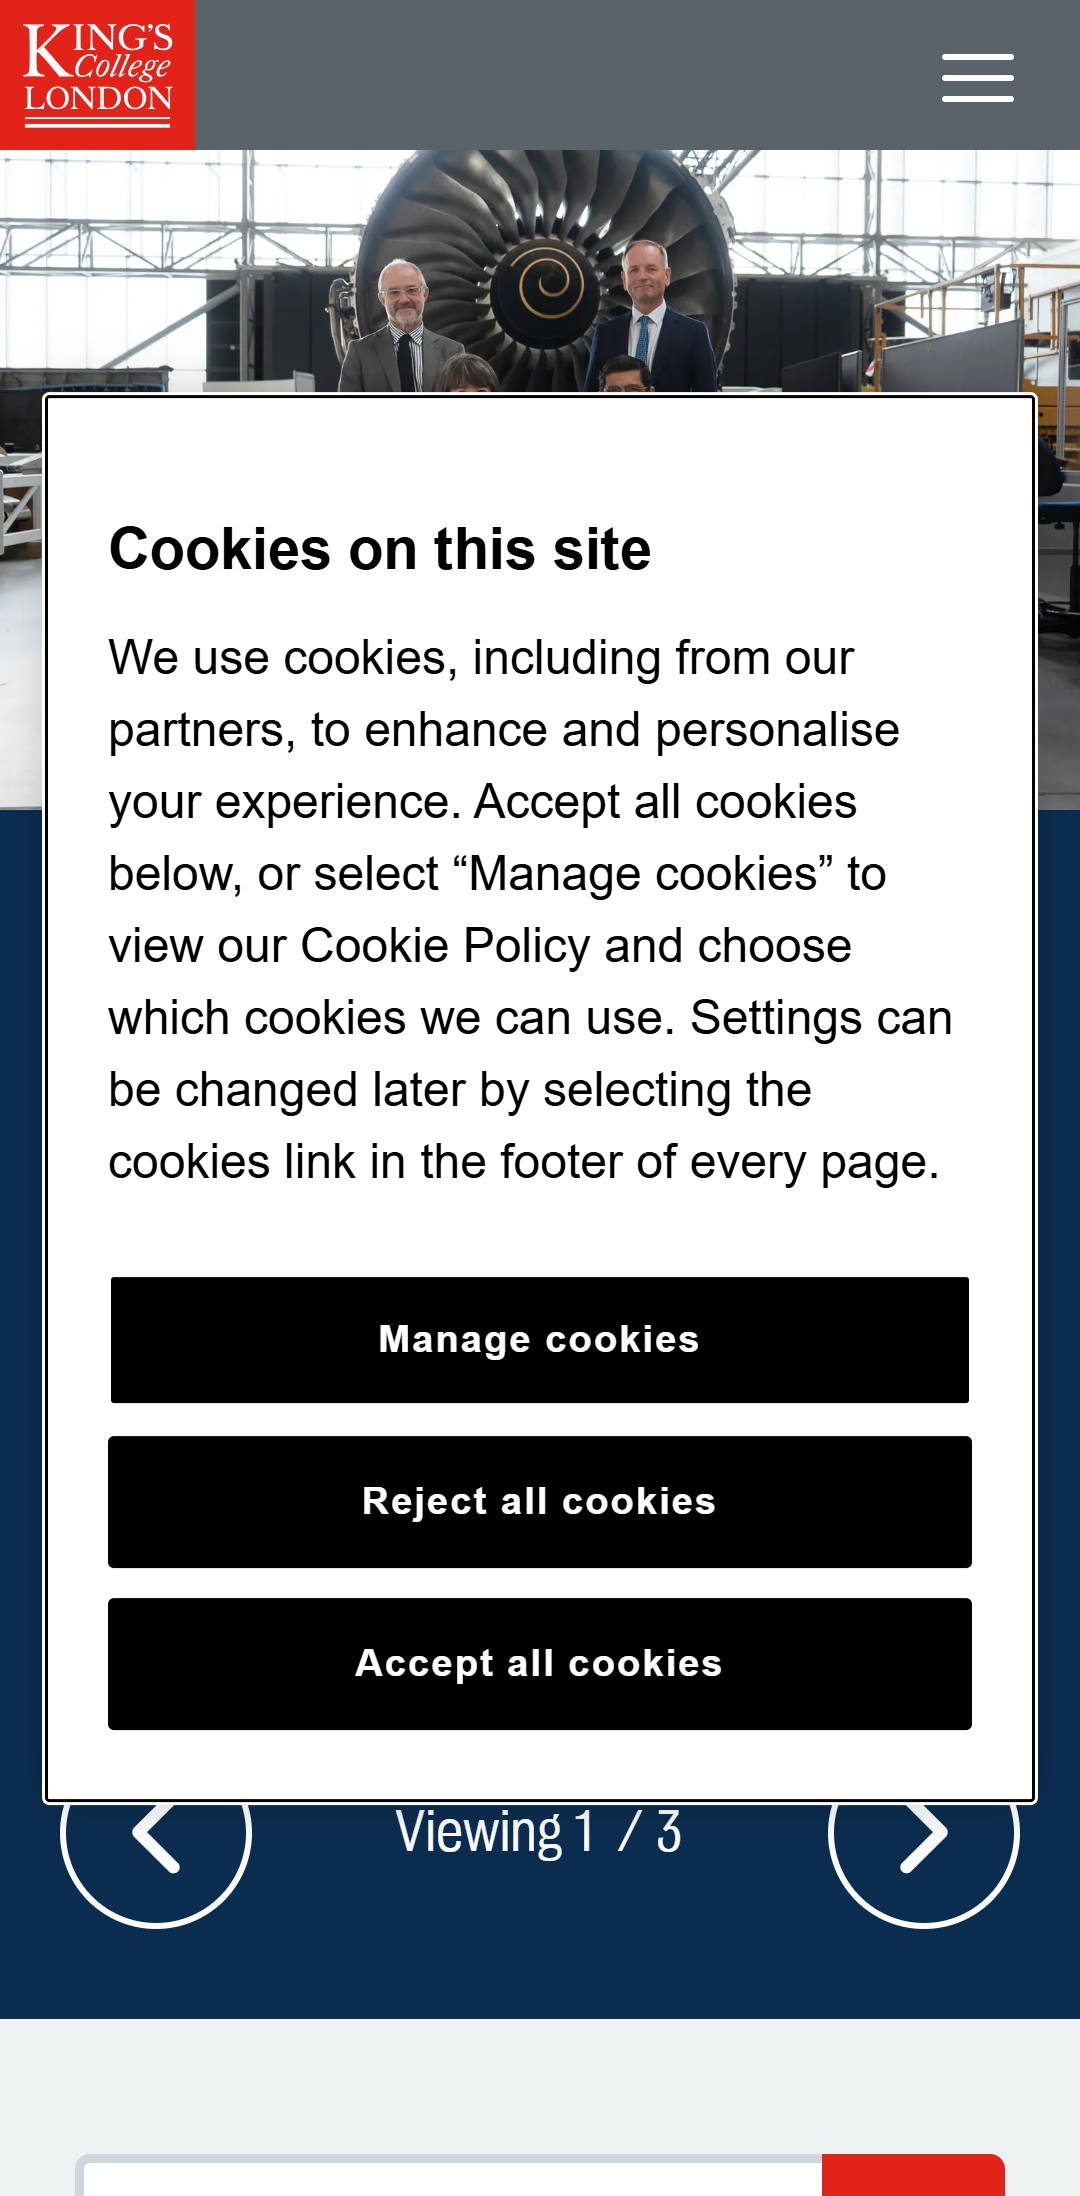 KING'S
College
LONDON
Cookies on this site
We use cookies, including from our
partners, to enhance and personalise
your experience. Accept all cookies
below, or select “Manage cookies” to
view our Cookie Policy and choose
which cookies we can use. Settings can
be changed later by selecting the
cookies link in the footer of every page.
Manage cookies
Reject all cookies
Accept all cookies
Viewing 1 / 3